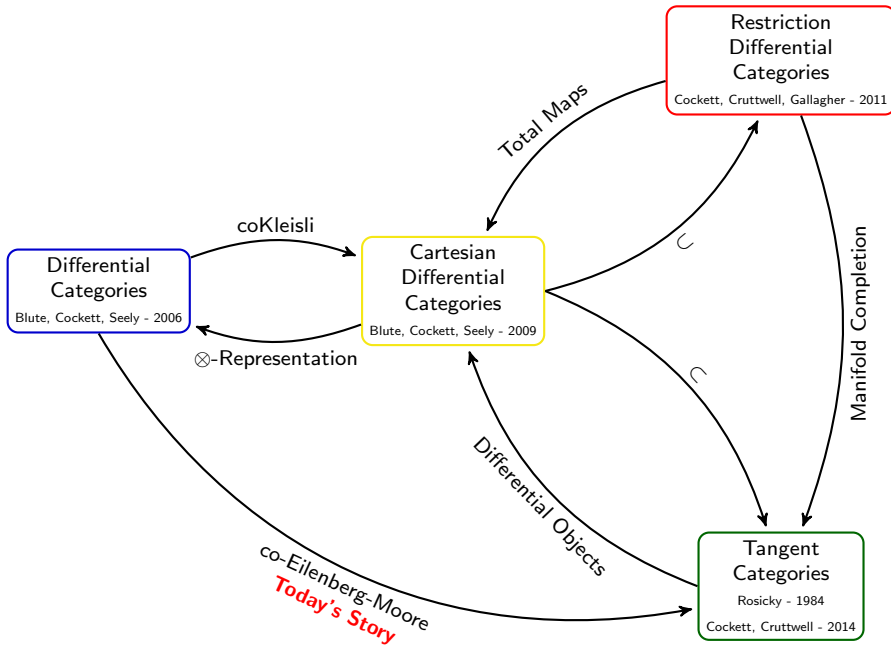 Restriction
Differential
Categories
Cockett, Cruttwell, Gallagher - 2011
Total Maps
coKleisli
Cartesian
Differential
Categories
Blute, Cockett, Seely - 2009
⊂
Differential
Categories
Blute, Cockett, Seely - 2006
⊗-Representation
Manifold Completion
⊂
Differential Objects
co-Eilenberg-Moore
Today's Story
Tangent
Categories
Rosicky - 1984
Cockett, Cruttwell - 2014